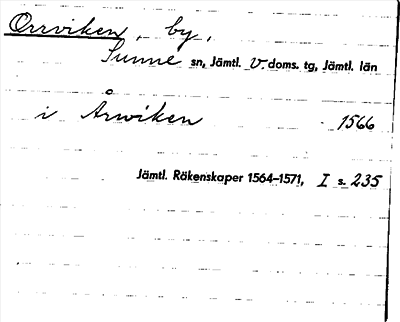 Orrviken, by,
Sunne sn, Jämtl. V. doms. tg, Jämtl. län
i Årwiken 1566
Jämtl. Räkenskaper 1564–1571, I s. 235